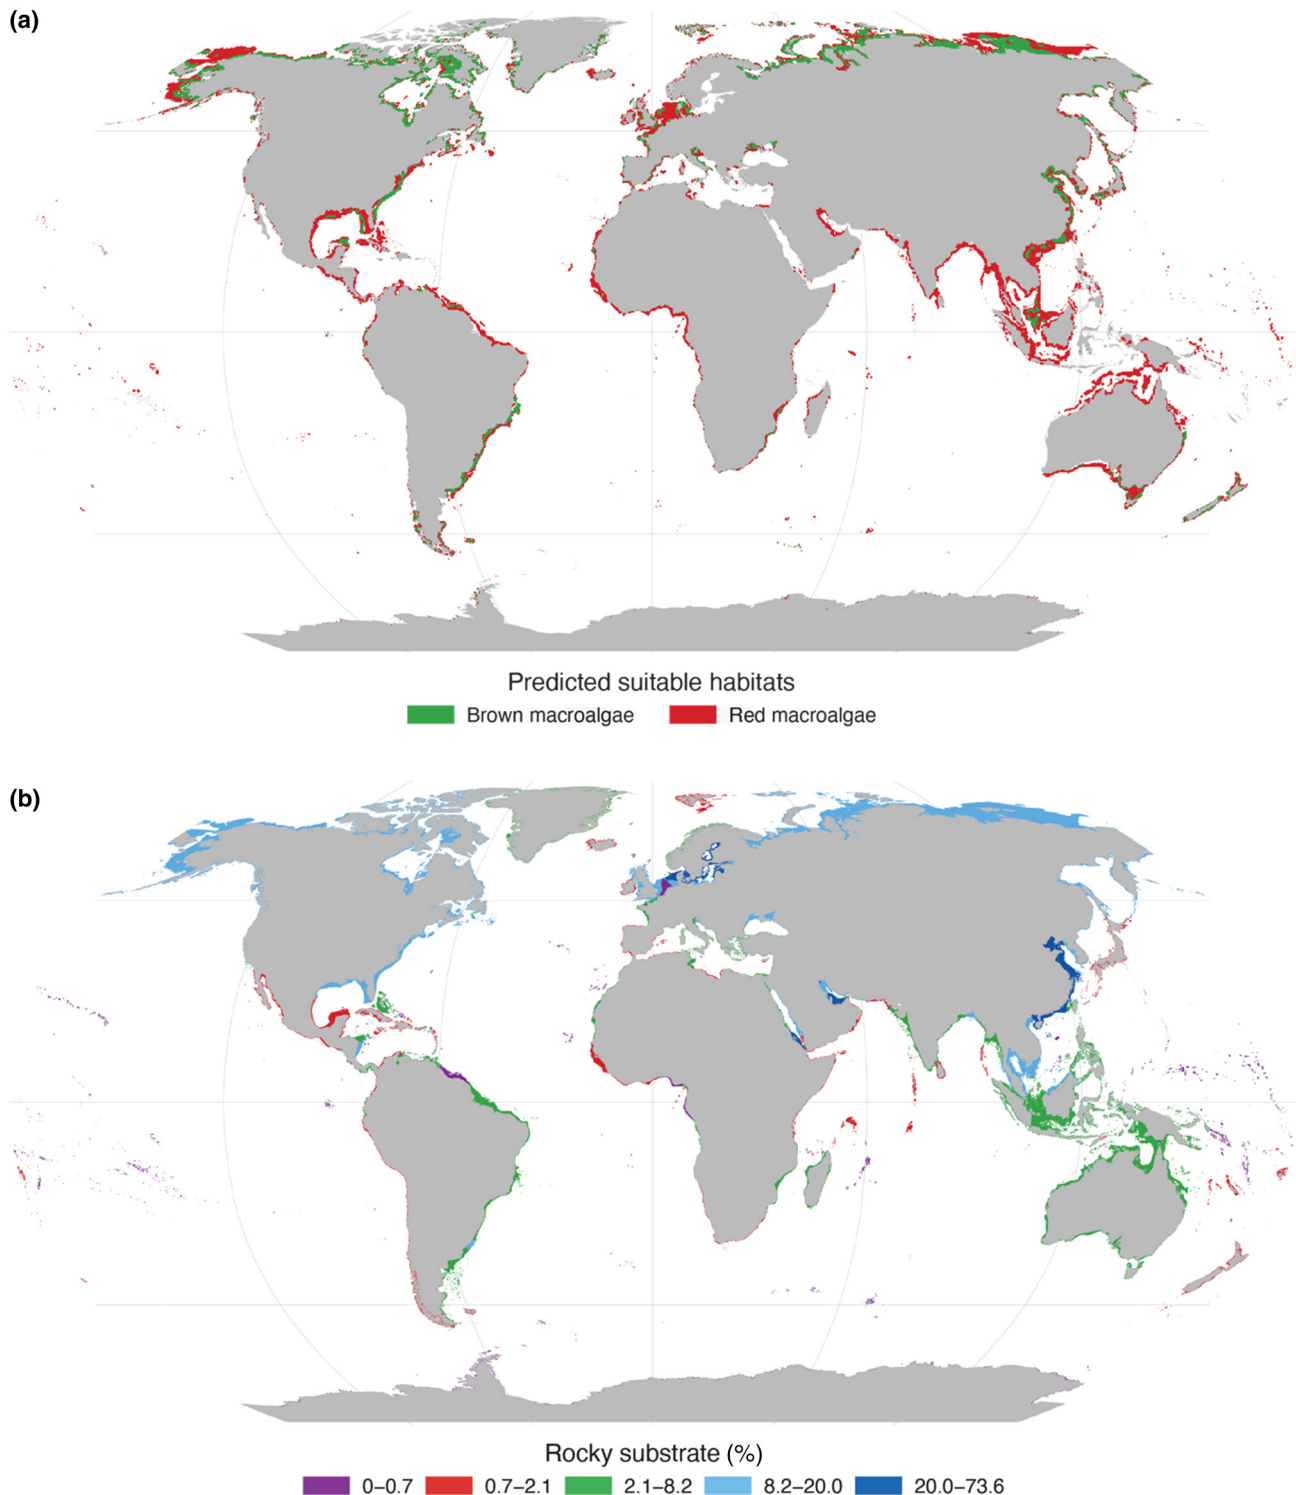 (a)
Predicted suitable habitats
Brown macroalgae Red macroalgae
(b)
Rocky substrate (%)
0–0.7 0.7–2.1 2.1–8.2 8.2–20.0 20.0–73.6